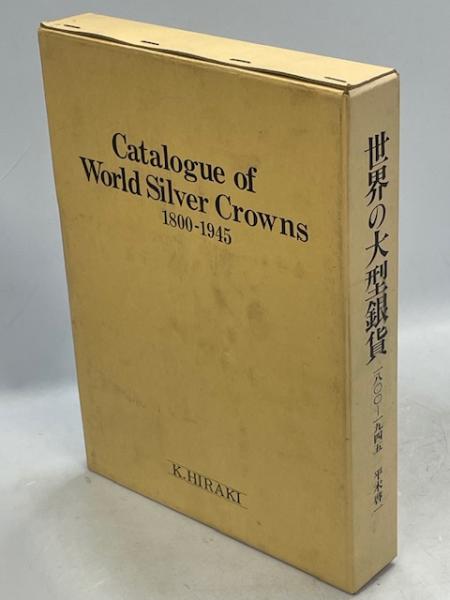 Catalogue of
World Silver Crowns
1800-1945
K.HIRAKI
世界の大型銀貨
一八〇〇－一九四五
平木啓一